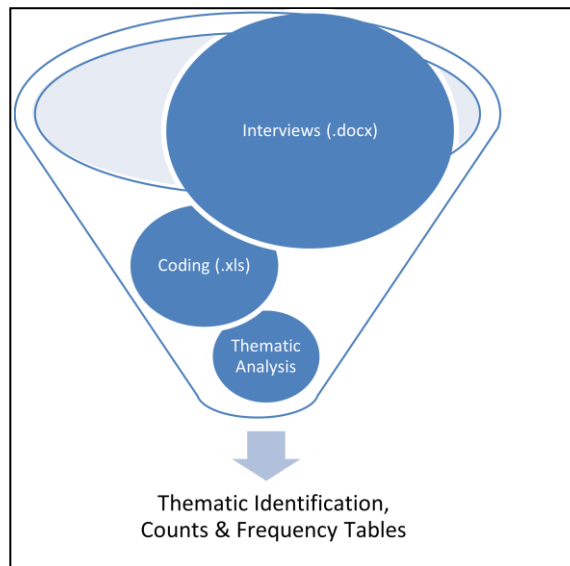 Interviews (.docx)
Coding (.xls)
Thematic
Analysis
Thematic Identification,
Counts & Frequency Tables